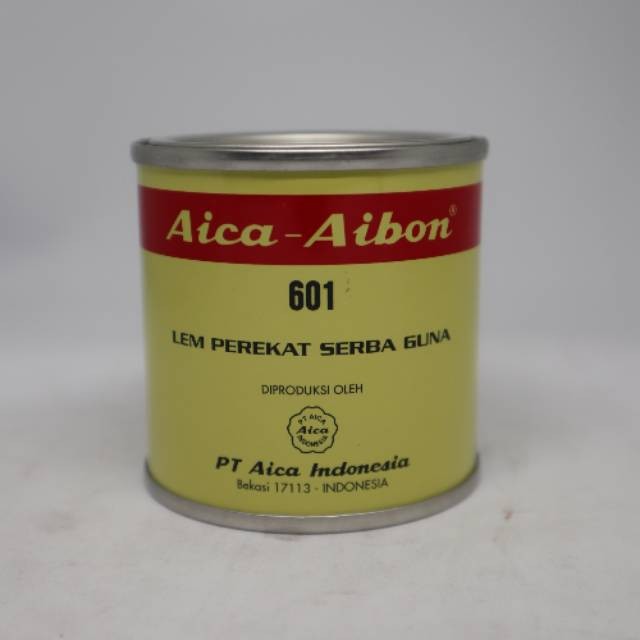 Aica-Aibon®
601
LEM PEREKAT SERBA GUNA
DIPRODUKSI OLEH
PT AICA
Aica
INDONESIA
PT Aica Indonesia
Bekasi 17113 - INDONESIA